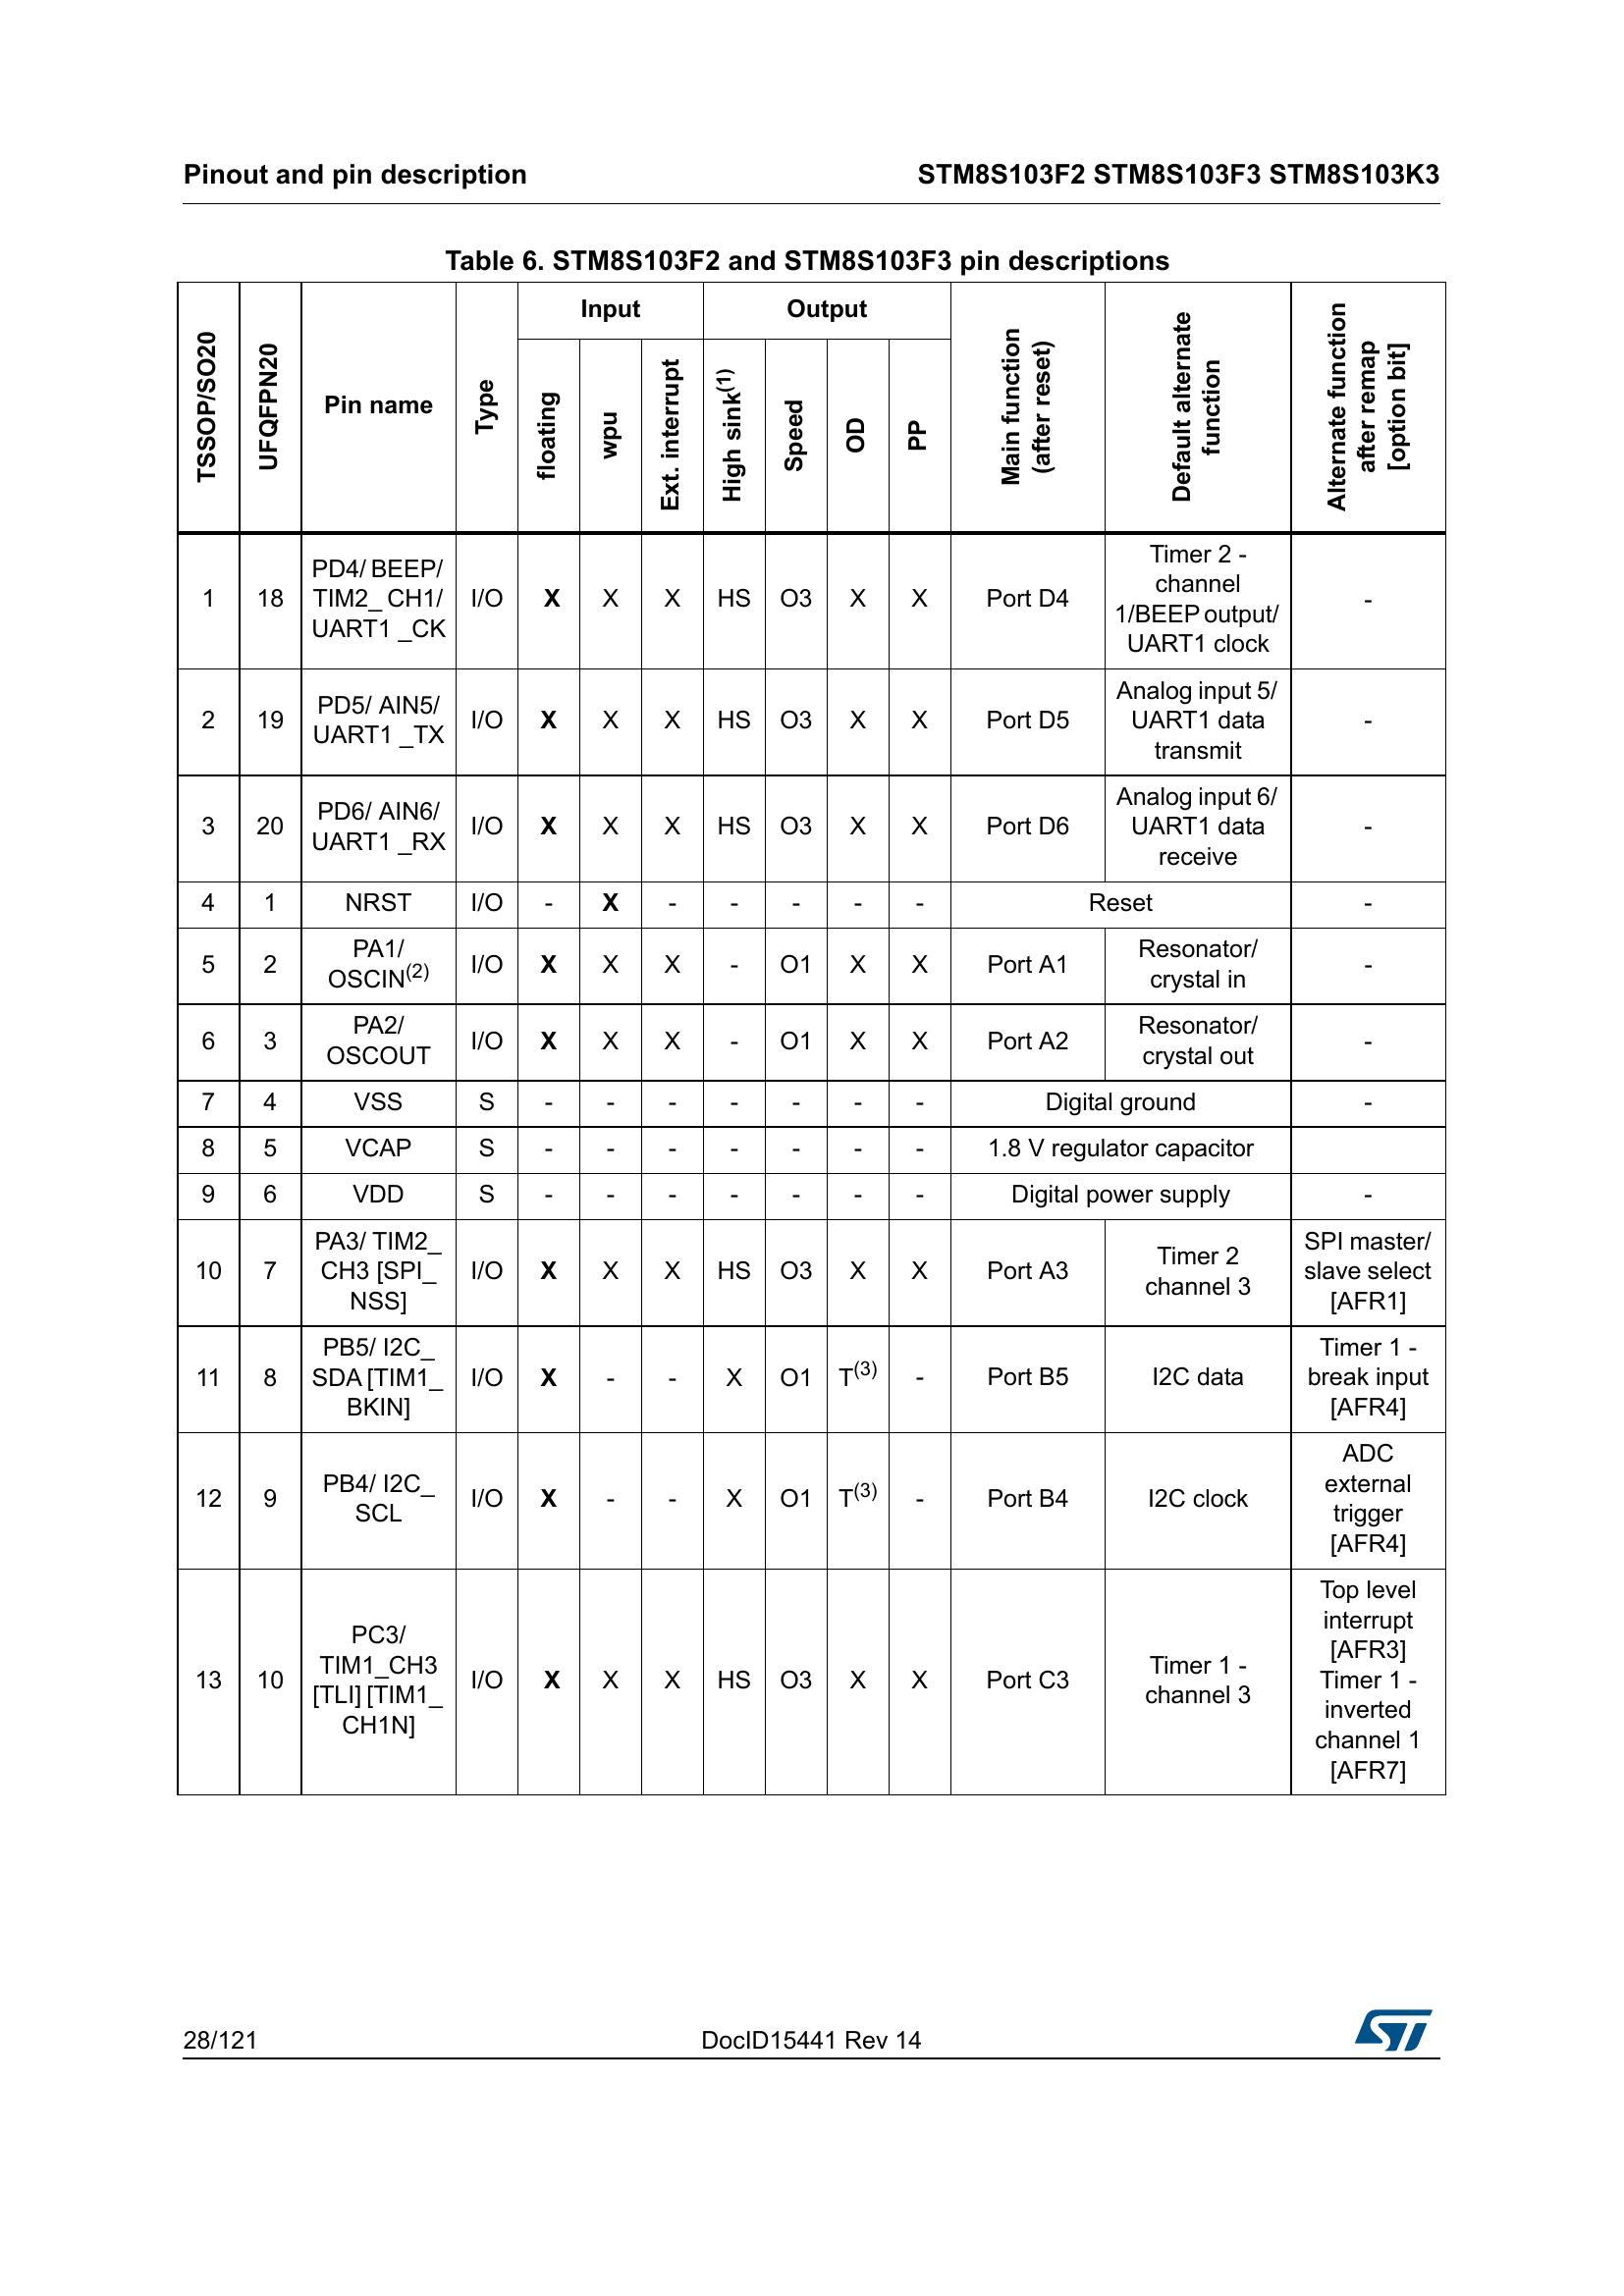 Pinout and pin description STM8S103F2 STM8S103F3 STM8S103K3
Table 6. STM8S103F2 and STM8S103F3 pin descriptions
TSSOP/SO20
UFQFPN20
Pin name
Type
Input
floating
wpu
Ext. interrupt
Output
High sink(1)
Speed
OD
PP
Main function
(after reset)
Default alternate
function
Alternate function
after remap
[option bit]
1 18 PD4/ BEEP/ TIM2_ CH1/ UART1 _CK I/O X X X HS O3 X X Port D4 Timer 2 - channel 1/BEEP output/ UART1 clock -
2 19 PD5/ AIN5/ UART1 _TX I/O X X X HS O3 X X Port D5 Analog input 5/ UART1 data transmit -
3 20 PD6/ AIN6/ UART1 _RX I/O X X X HS O3 X X Port D6 Analog input 6/ UART1 data receive -
4 1 NRST I/O - X - - - - - Reset -
5 2 PA1/ OSCIN(2) I/O X X X - O1 X X Port A1 Resonator/ crystal in -
6 3 PA2/ OSCOUT I/O X X X - O1 X X Port A2 Resonator/ crystal out -
7 4 VSS S - - - - - - - Digital ground -
8 5 VCAP S - - - - - - - 1.8 V regulator capacitor
9 6 VDD S - - - - - - - Digital power supply -
10 7 PA3/ TIM2_ CH3 [SPI_ NSS] I/O X X X HS O3 X X Port A3 Timer 2 channel 3 SPI master/ slave select [AFR1]
11 8 PB5/ I2C_ SDA [TIM1_ BKIN] I/O X - - X O1 T(3) - Port B5 I2C data Timer 1 - break input [AFR4]
12 9 PB4/ I2C_ SCL I/O X - - X O1 T(3) - Port B4 I2C clock ADC external trigger [AFR4]
13 10 PC3/ TIM1_CH3 [TLI] [TIM1_ CH1N] I/O X X X HS O3 X X Port C3 Timer 1 - channel 3 Top level interrupt [AFR3] Timer 1 - inverted channel 1 [AFR7]
28/121 DocID15441 Rev 14 ST